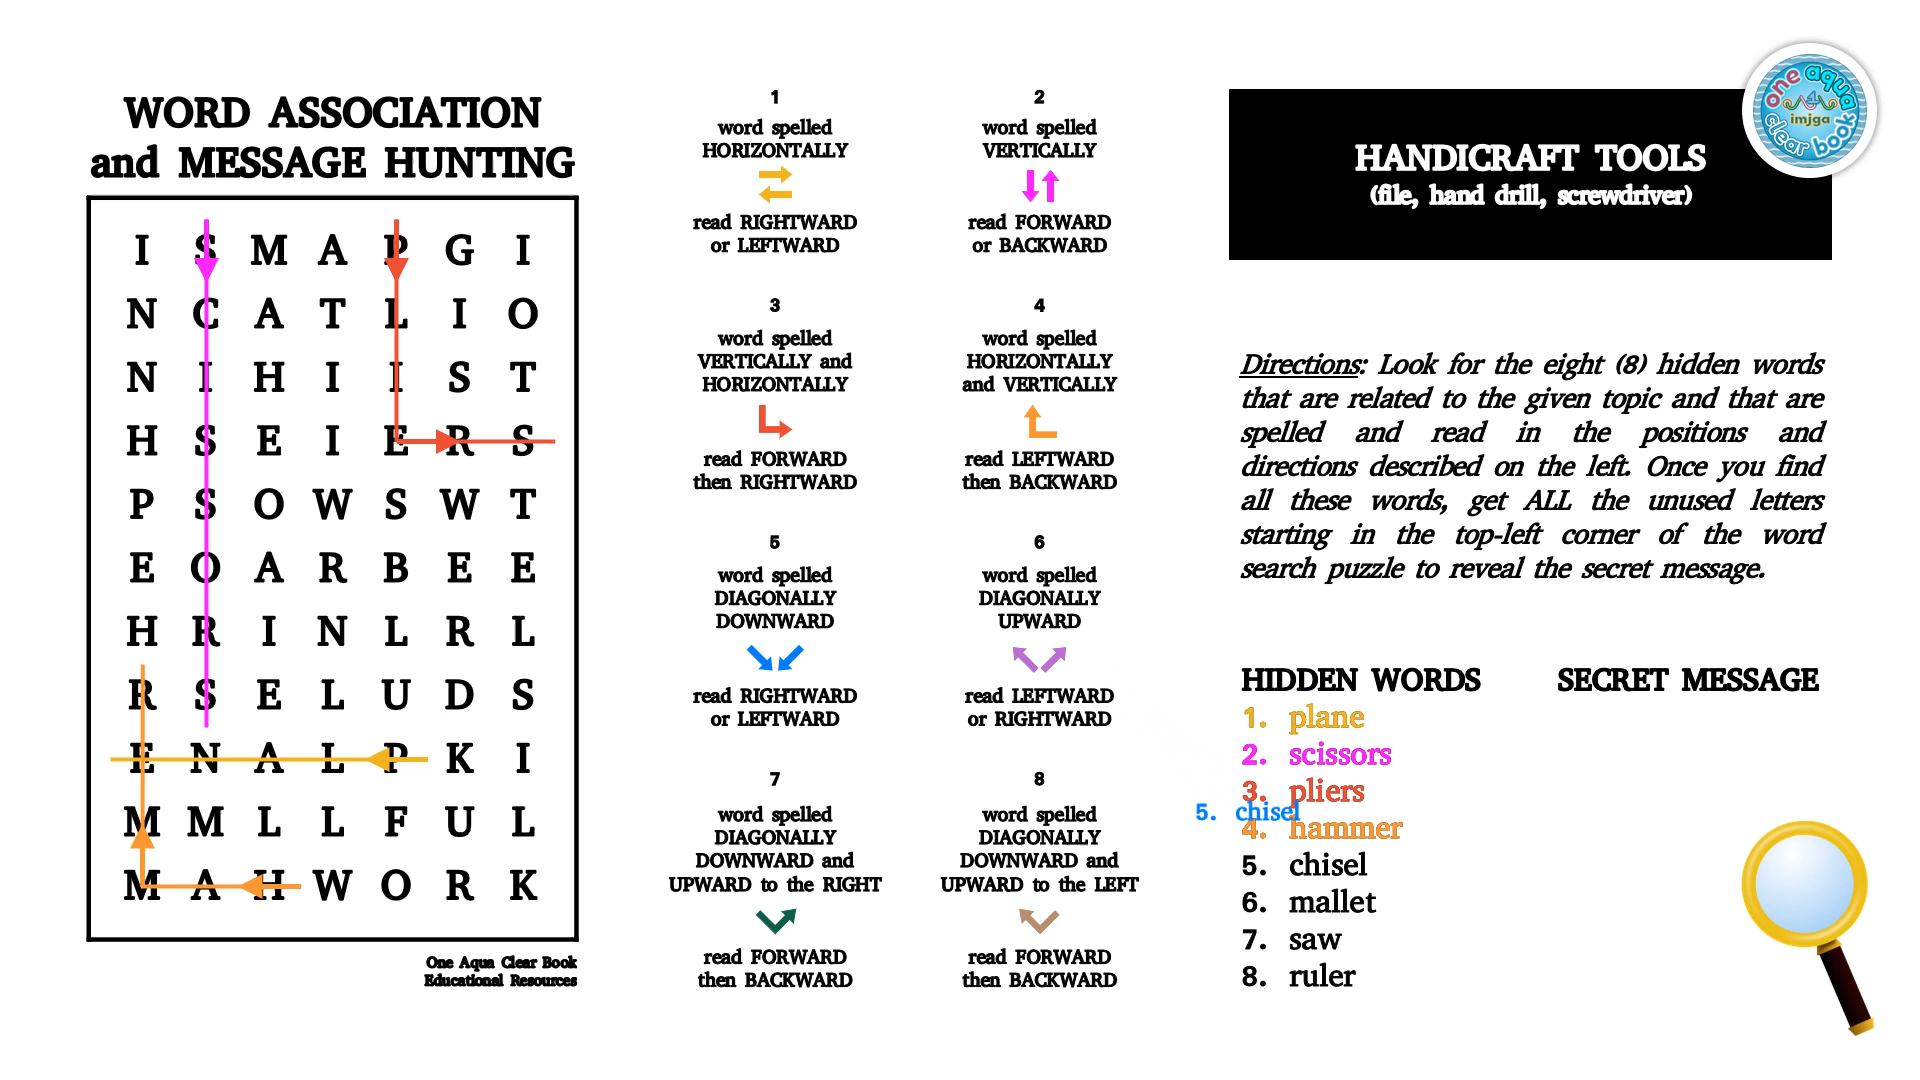 WORD ASSOCIATION
and MESSAGE HUNTING
I S M A P G I
N C A T L I O
N I H I I S T
H S E I E R S
P S O W S W T
E O A R B E E
H R I N L R L
R S E L U D S
E N A L P K I
M M L L F U L
M A H W O R K
One Aqua Clear Book
Educational Resources
1
word spelled
HORIZONTALLY
read RIGHTWARD
or LEFTWARD
2
word spelled
VERTICALLY
read FORWARD
or BACKWARD
3
word spelled
VERTICALLY and
HORIZONTALLY
read FORWARD
then RIGHTWARD
4
word spelled
HORIZONTALLY
and VERTICALLY
read LEFTWARD
then BACKWARD
5
word spelled
DIAGONALLY
DOWNWARD
read RIGHTWARD
or LEFTWARD
6
word spelled
DIAGONALLY
UPWARD
read LEFTWARD
or RIGHTWARD
7
word spelled
DIAGONALLY
DOWNWARD and
UPWARD to the RIGHT
read FORWARD
then BACKWARD
8
word spelled
DIAGONALLY
DOWNWARD and
UPWARD to the LEFT
read FORWARD
then BACKWARD
HANDICRAFT TOOLS
(file, hand drill, screwdriver)
one aqua
imjga
clear book
Directions: Look for the eight (8) hidden words
that are related to the given topic and that are
spelled and read in the positions and
directions described on the left. Once you find
all these words, get ALL the unused letters
starting in the top-left corner of the word
search puzzle to reveal the secret message.
HIDDEN WORDS
1. plane
2. scissors
3. pliers
5. chisel
4. hammer
5. chisel
6. mallet
7. saw
8. ruler
SECRET MESSAGE